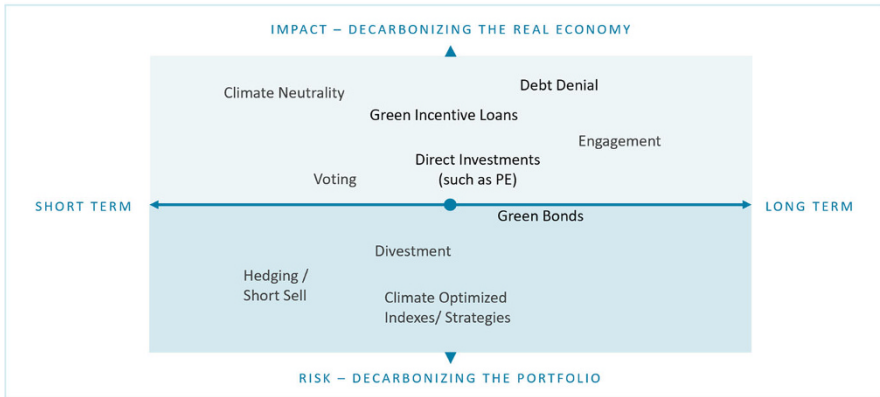 IMPACT – DECARBONIZING THE REAL ECONOMY
Debt Denial
Climate Neutrality
Green Incentive Loans
Engagement
Direct Investments
(such as PE)
Voting
SHORT TERM
LONG TERM
Green Bonds
Divestment
Hedging /
Short Sell
Climate Optimized
Indexes/ Strategies
RISK – DECARBONIZING THE PORTFOLIO